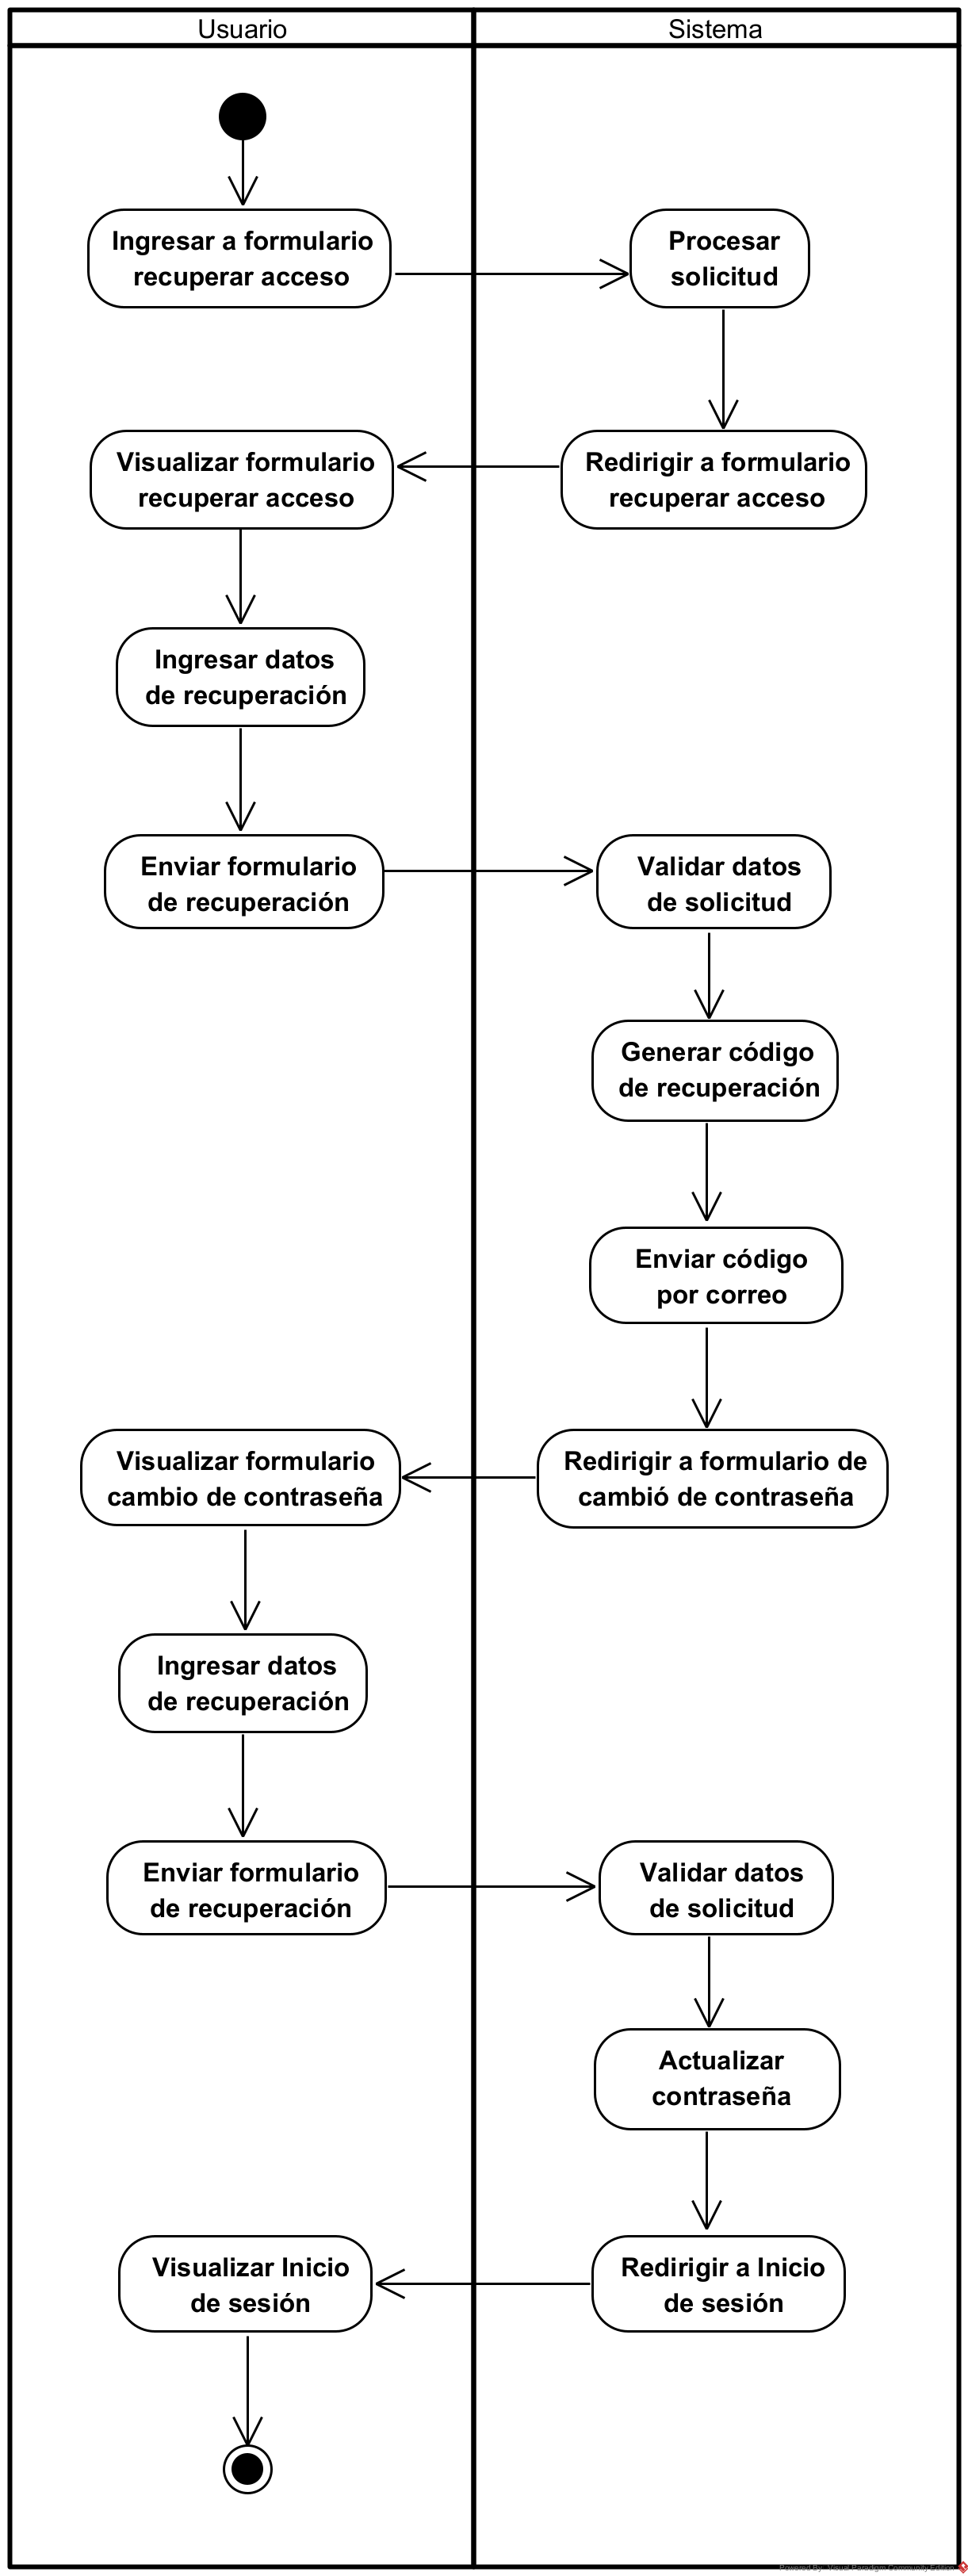 Usuario
Sistema
Ingresar a formulario
recuperar acceso
Procesar
solicitud
Visualizar formulario
recuperar acceso
Redirigir a formulario
recuperar acceso
Ingresar datos
de recuperación
Enviar formulario
de recuperación
Validar datos
de solicitud
Generar código
de recuperación
Enviar código
por correo
Visualizar formulario
cambio de contraseña
Redirigir a formulario de
cambió de contraseña
Ingresar datos
de recuperación
Enviar formulario
de recuperación
Validar datos
de solicitud
Actualizar
contraseña
Visualizar Inicio
de sesión
Redirigir a Inicio
de sesión
Powered By Visual Paradigm Community Edition